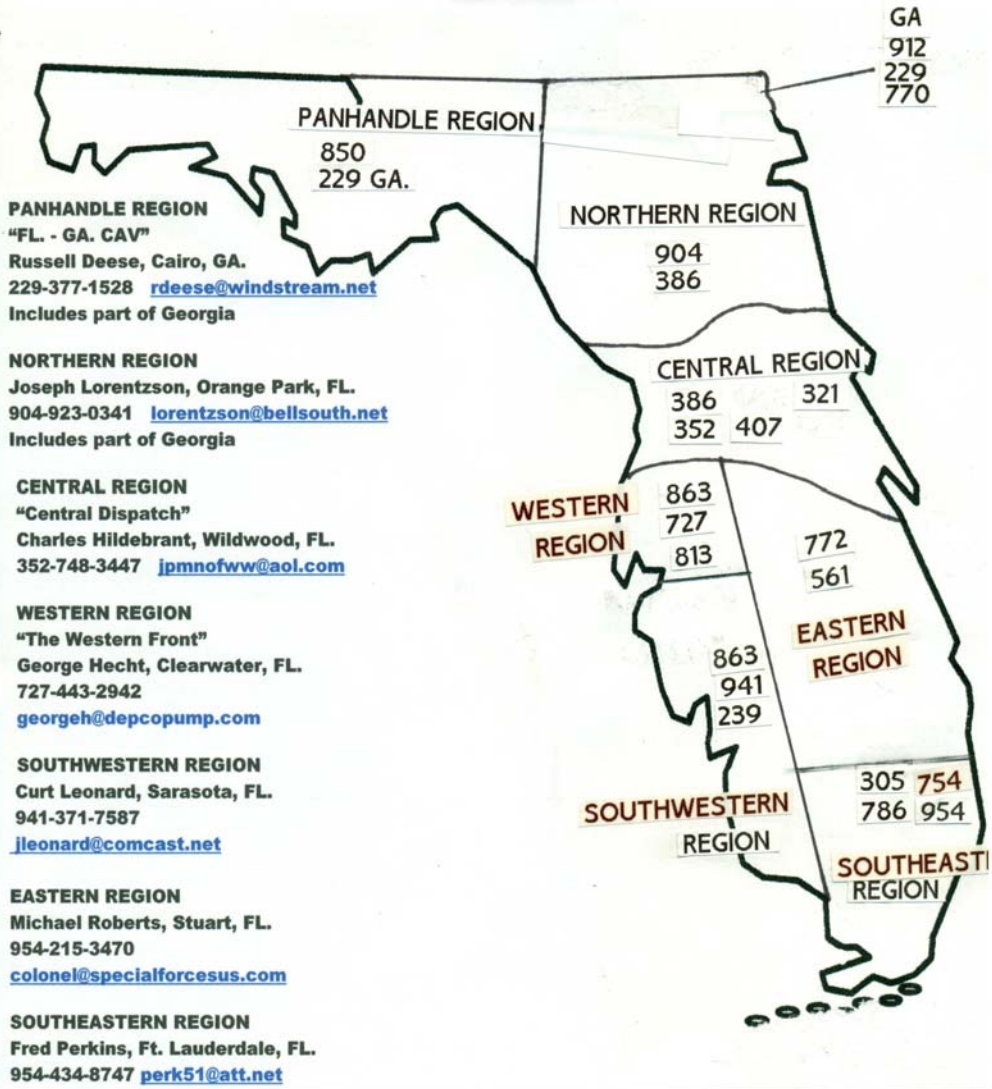 GA
912
229
770
PANHANDLE REGION
850
229 GA.
PANHANDLE REGION
“FL. - GA. CAV”
Russell Deese, Cairo, GA.
229-377-1528 rdeese@windstream.net
Includes part of Georgia
NORTHERN REGION
904
386
NORTHERN REGION
Joseph Lorentzson, Orange Park, FL.
904-923-0341 lorentzson@bellsouth.net
Includes part of Georgia
CENTRAL REGION
386 321
352 407
CENTRAL REGION
“Central Dispatch”
Charles Hildebrant, Wildwood, FL.
352-748-3447 jpmnofww@aol.com
WESTERN
REGION
863
727
813
772
561
EASTERN
REGION
WESTERN REGION
“The Western Front”
George Hecht, Clearwater, FL.
727-443-2942
georgeh@depcopump.com
863
941
239
SOUTHWESTERN
REGION
SOUTHWESTERN REGION
Curt Leonard, Sarasota, FL.
941-371-7587
jleonard@comcast.net
305 754
786 954
SOUTHEAST
REGION
EASTERN REGION
Michael Roberts, Stuart, FL.
954-215-3470
colonel@specialforcesus.com
SOUTHEASTERN REGION
Fred Perkins, Ft. Lauderdale, FL.
954-434-8747 perk51@att.net